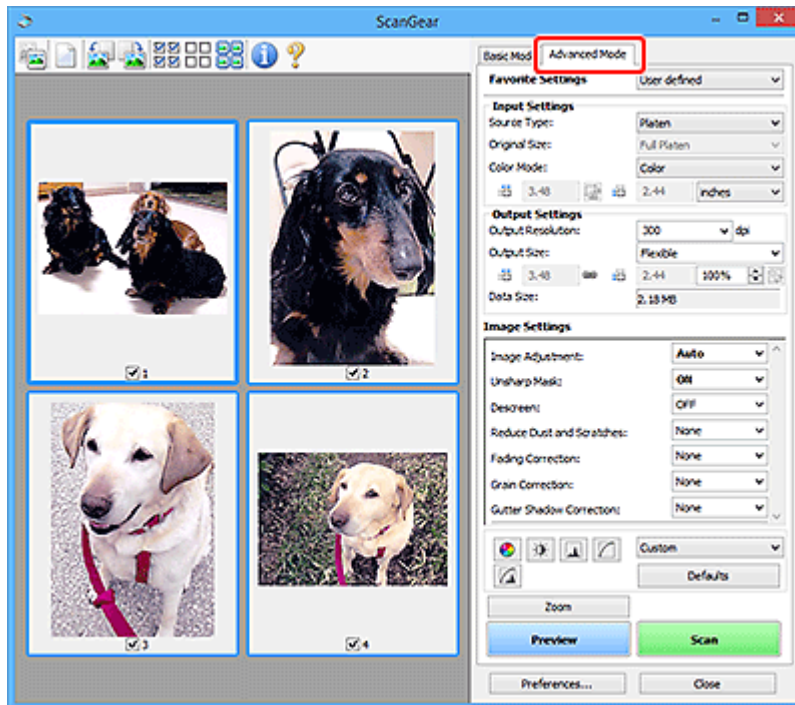 ScanGear
Basic Mod Advanced Mode
Favorite Settings User defined
Input Settings
Source Type: Platen
Original Size: Full Platen
Color Mode: Color
3.48 2.44 inches
Output Settings
Output Resolution: 300 dpi
Output Size: Flexible
3.48 2.44 100%
Data Size: 2.18 MB
Image Settings
Image Adjustment: Auto
Unsharp Mask: ON
Descreen: OFF
Reduce Dust and Scratches: None
Fading Correction: None
Grain Correction: None
Gutter Shadow Correction: None
Custom
Defaults
Zoom
Preview Scan
Preferences... Close
1 2
3 4